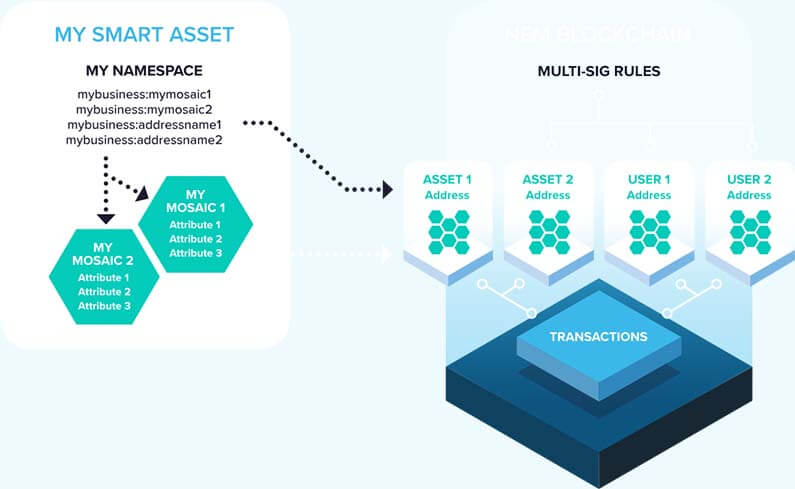 MY SMART ASSET
MY NAMESPACE
mybusiness:mymosaic1
mybusiness:mymosaic2
mybusiness:addressname1
mybusiness:addressname2
MY
MOSAIC 1
Attribute 1
Attribute 2
Attribute 3
MY
MOSAIC 2
Attribute 1
Attribute 2
Attribute 3
NEM BLOCKCHAIN
MULTI-SIG RULES
ASSET 1
Address
ASSET 2
Address
USER 1
Address
USER 2
Address
TRANSACTIONS